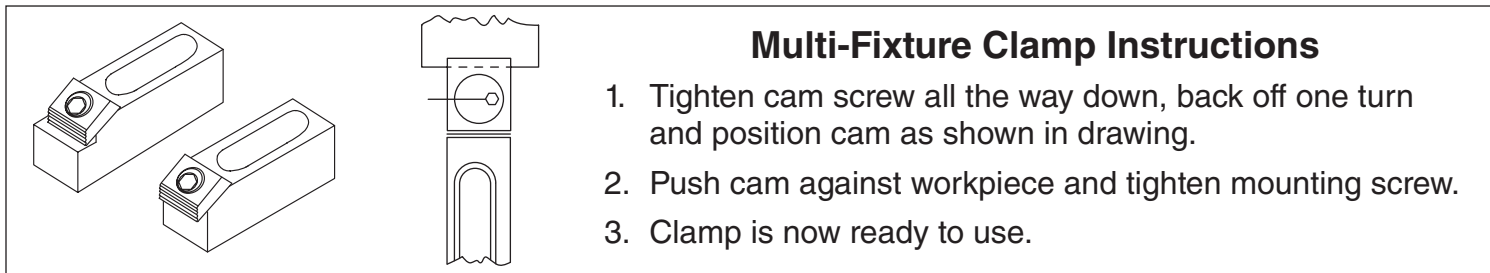 Multi-Fixture Clamp Instructions
1. Tighten cam screw all the way down, back off one turn
and position cam as shown in drawing.
2. Push cam against workpiece and tighten mounting screw.
3. Clamp is now ready to use.